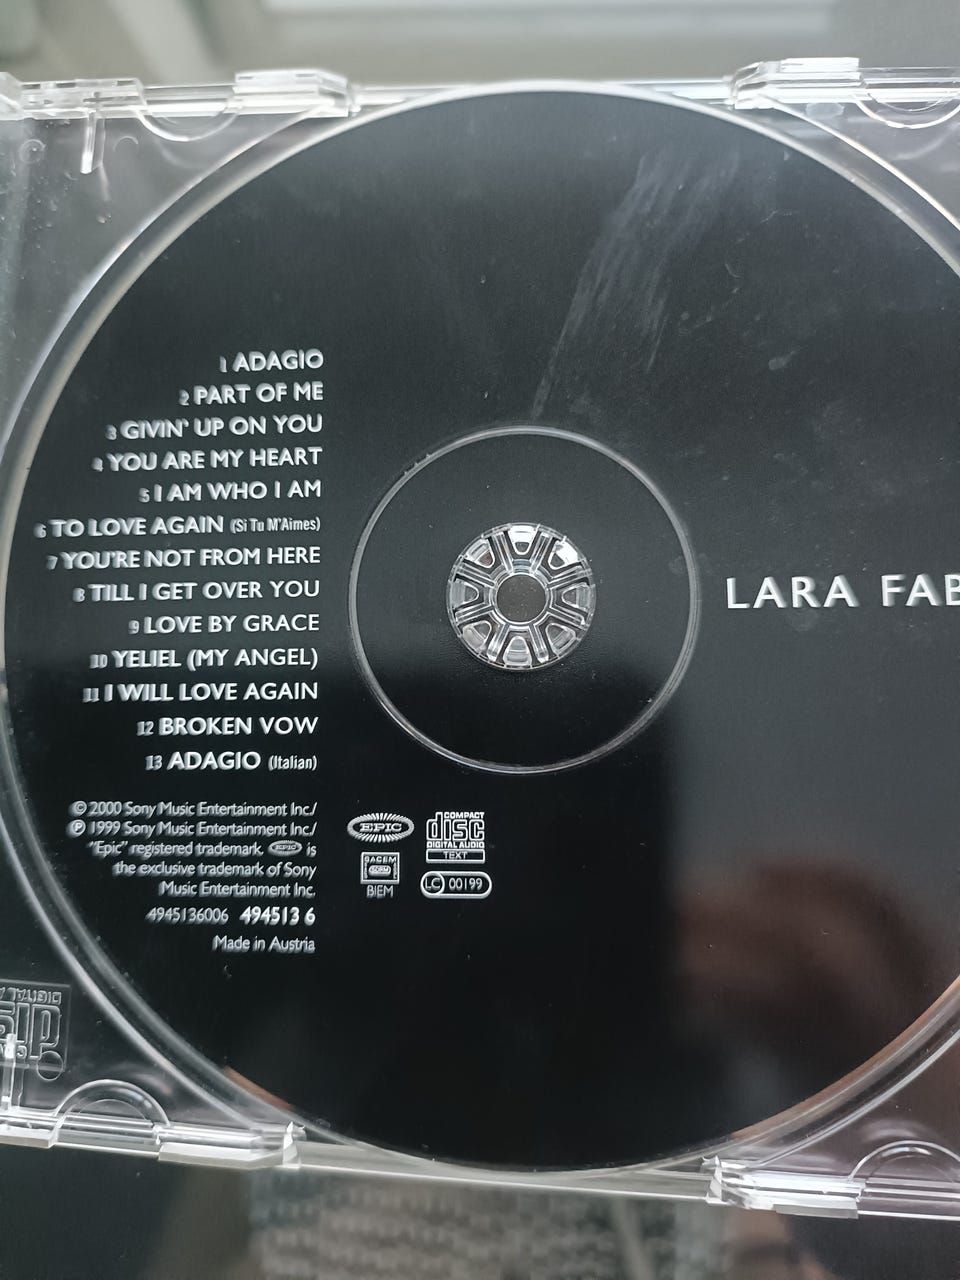 1 ADAGIO
2 PART OF ME
3 GIVIN' UP ON YOU
4 YOU ARE MY HEART
5 I AM WHO I AM
6 TO LOVE AGAIN (Si Tu M'Aimes)
7 YOU'RE NOT FROM HERE
8 TILL I GET OVER YOU
9 LOVE BY GRACE
10 YELIEL (MY ANGEL)
11 I WILL LOVE AGAIN
12 BROKEN VOW
13 ADAGIO (Italian)
LARA FAB
© 2000 Sony Music Entertainment Inc./
℗ 1999 Sony Music Entertainment Inc./
"Epic" registered trademark. EPIC is
the exclusive trademark of Sony
Music Entertainment Inc.
4945136006 494513 6
Made in Austria
EPIC
COMPACT
disc
DIGITAL AUDIO
TEXT
SACEM
SDRM
BIEM
LC 00199